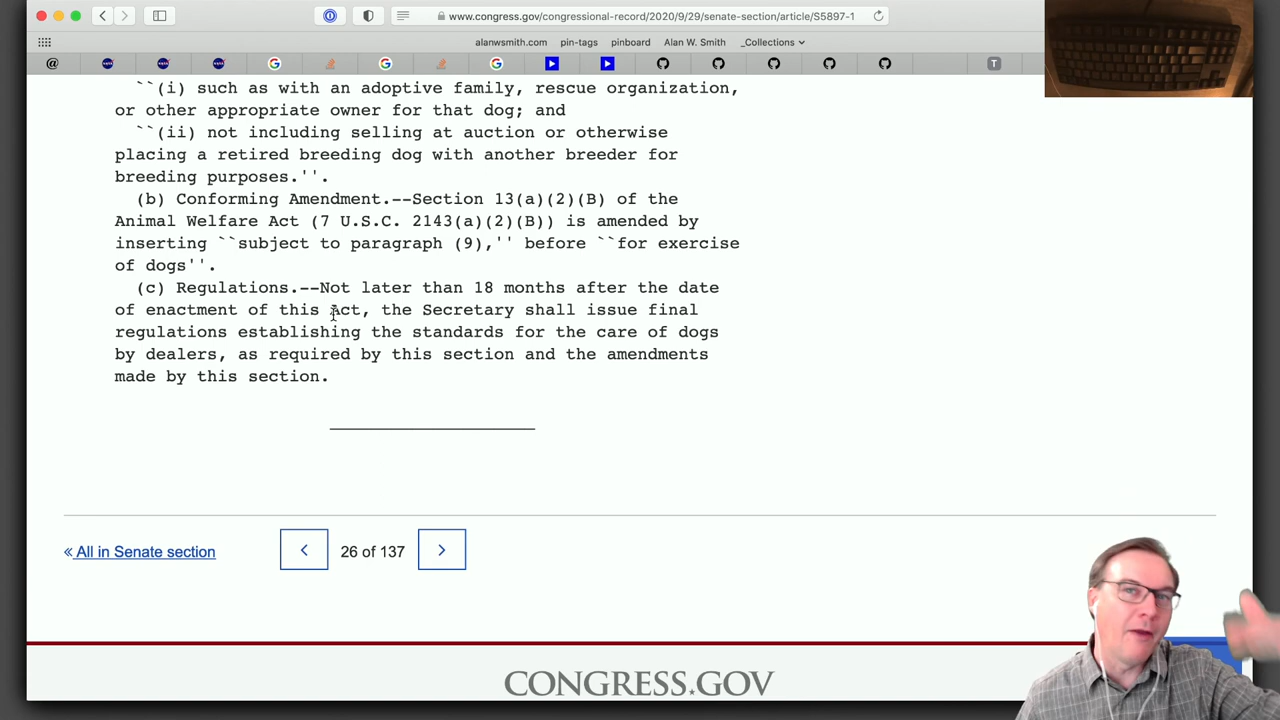 www.congress.gov/congressional-record/2020/9/29/senate-section/article/S5897-1
alanwsmith.com pin-tags pinboard Alan W. Smith _Collections
``(i) such as with an adoptive family, rescue organization,
or other appropriate owner for that dog; and
``(ii) not including selling at auction or otherwise
placing a retired breeding dog with another breeder for
breeding purposes.''.
(b) Conforming Amendment.--Section 13(a)(2)(B) of the
Animal Welfare Act (7 U.S.C. 2143(a)(2)(B)) is amended by
inserting ``subject to paragraph (9),'' before ``for exercise
of dogs''.
(c) Regulations.--Not later than 18 months after the date
of enactment of this Act, the Secretary shall issue final
regulations establishing the standards for the care of dogs
by dealers, as required by this section and the amendments
made by this section.
« All in Senate section
26 of 137
CONGRESS.GOV